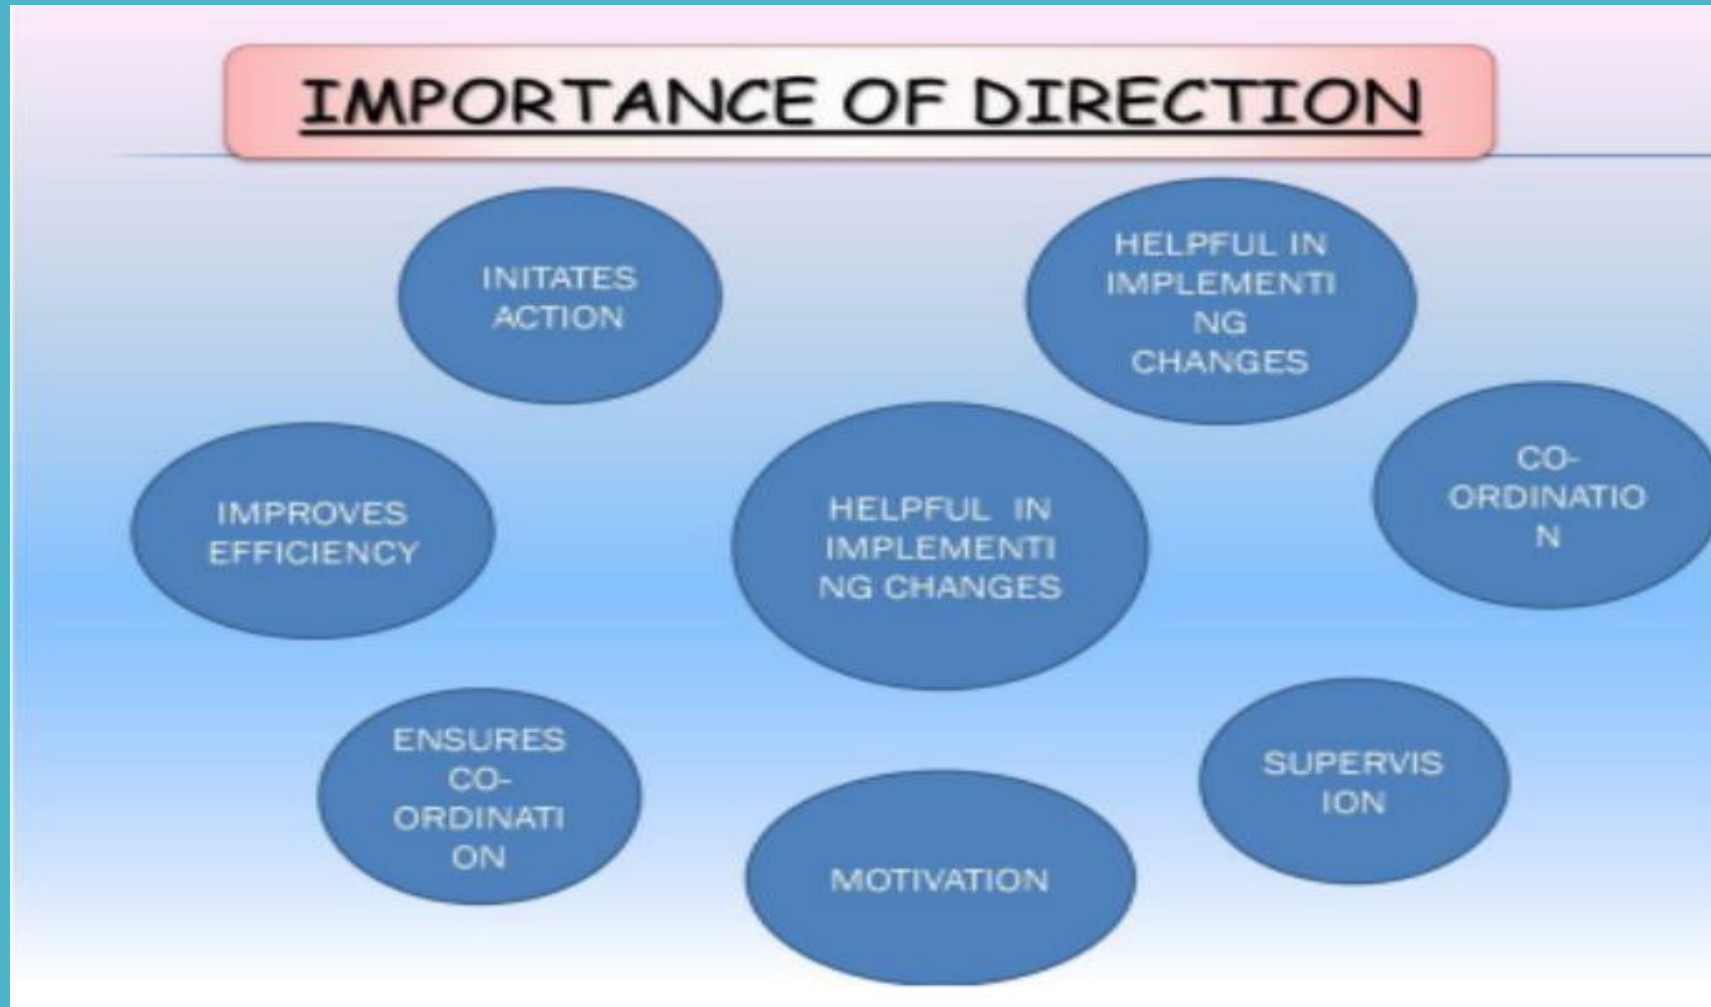 IMPORTANCE OF DIRECTION
INITATES
ACTION
HELPFUL IN
IMPLEMENTI
NG
CHANGES
IMPROVES
EFFICIENCY
HELPFUL IN
IMPLEMENTI
NG CHANGES
CO-
ORDINATIO
N
ENSURES
CO-
ORDINATI
ON
MOTIVATION
SUPERVIS
ION